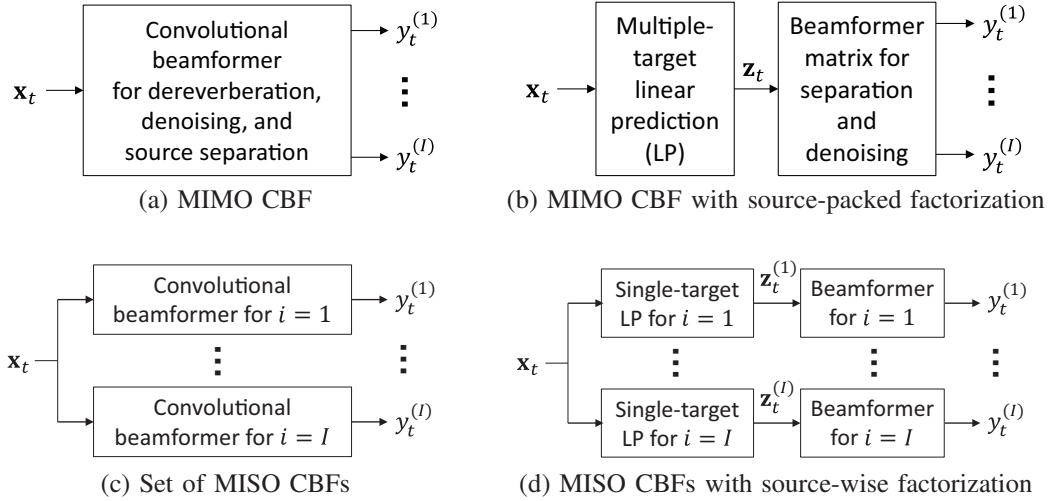 x_t
Convolutional
beamformer
for dereverberation,
denoising, and
source separation
y_t^{(1)}
⋮
y_t^{(I)}
(a) MIMO CBF
x_t
Multiple-
target
linear
prediction
(LP)
z_t
Beamformer
matrix for
separation
and
denoising
y_t^{(1)}
⋮
y_t^{(I)}
(b) MIMO CBF with source-packed factorization
x_t
Convolutional
beamformer for i = 1
y_t^{(1)}
⋮
⋮
Convolutional
beamformer for i = I
y_t^{(I)}
(c) Set of MISO CBFs
x_t
Single-target
LP for i = 1
z_t^{(1)}
Beamformer
for i = 1
y_t^{(1)}
⋮
⋮
⋮
Single-target
LP for i = I
z_t^{(I)}
Beamformer
for i = I
y_t^{(I)}
(d) MISO CBFs with source-wise factorization